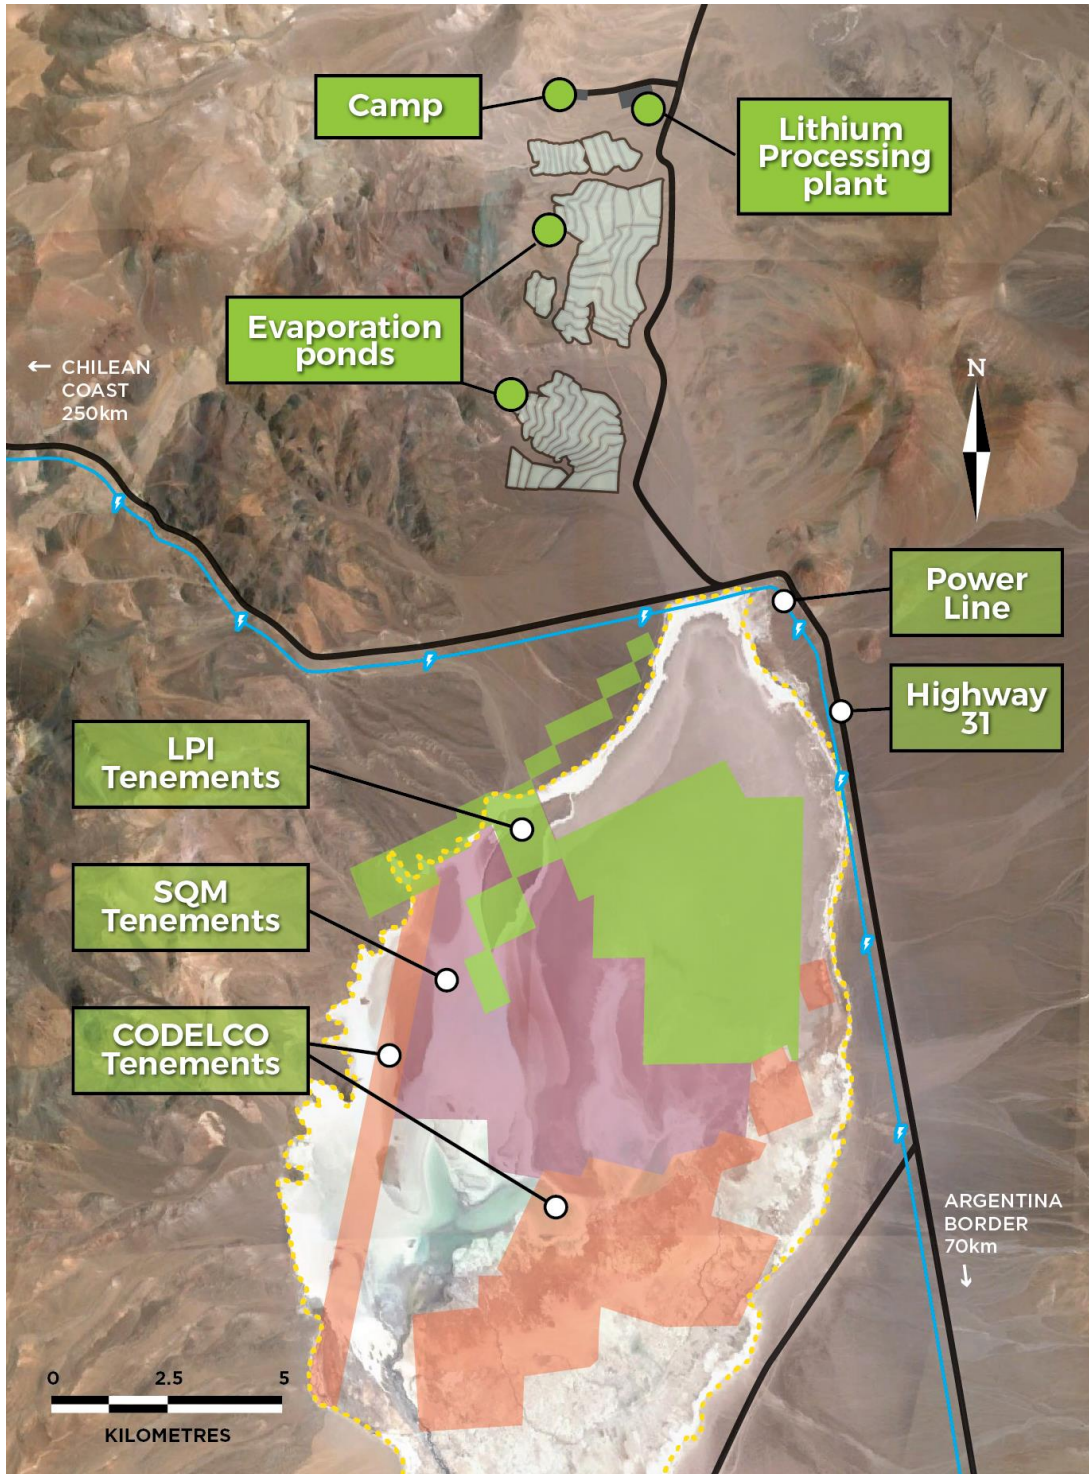 Camp
Lithium
Processing
plant
Evaporation
ponds
← CHILEAN
COAST
250km
N
Power
Line
Highway
31
LPI
Tenements
SQM
Tenements
CODELCO
Tenements
ARGENTINA
BORDER
70km
↓
0 2.5 5
KILOMETRES